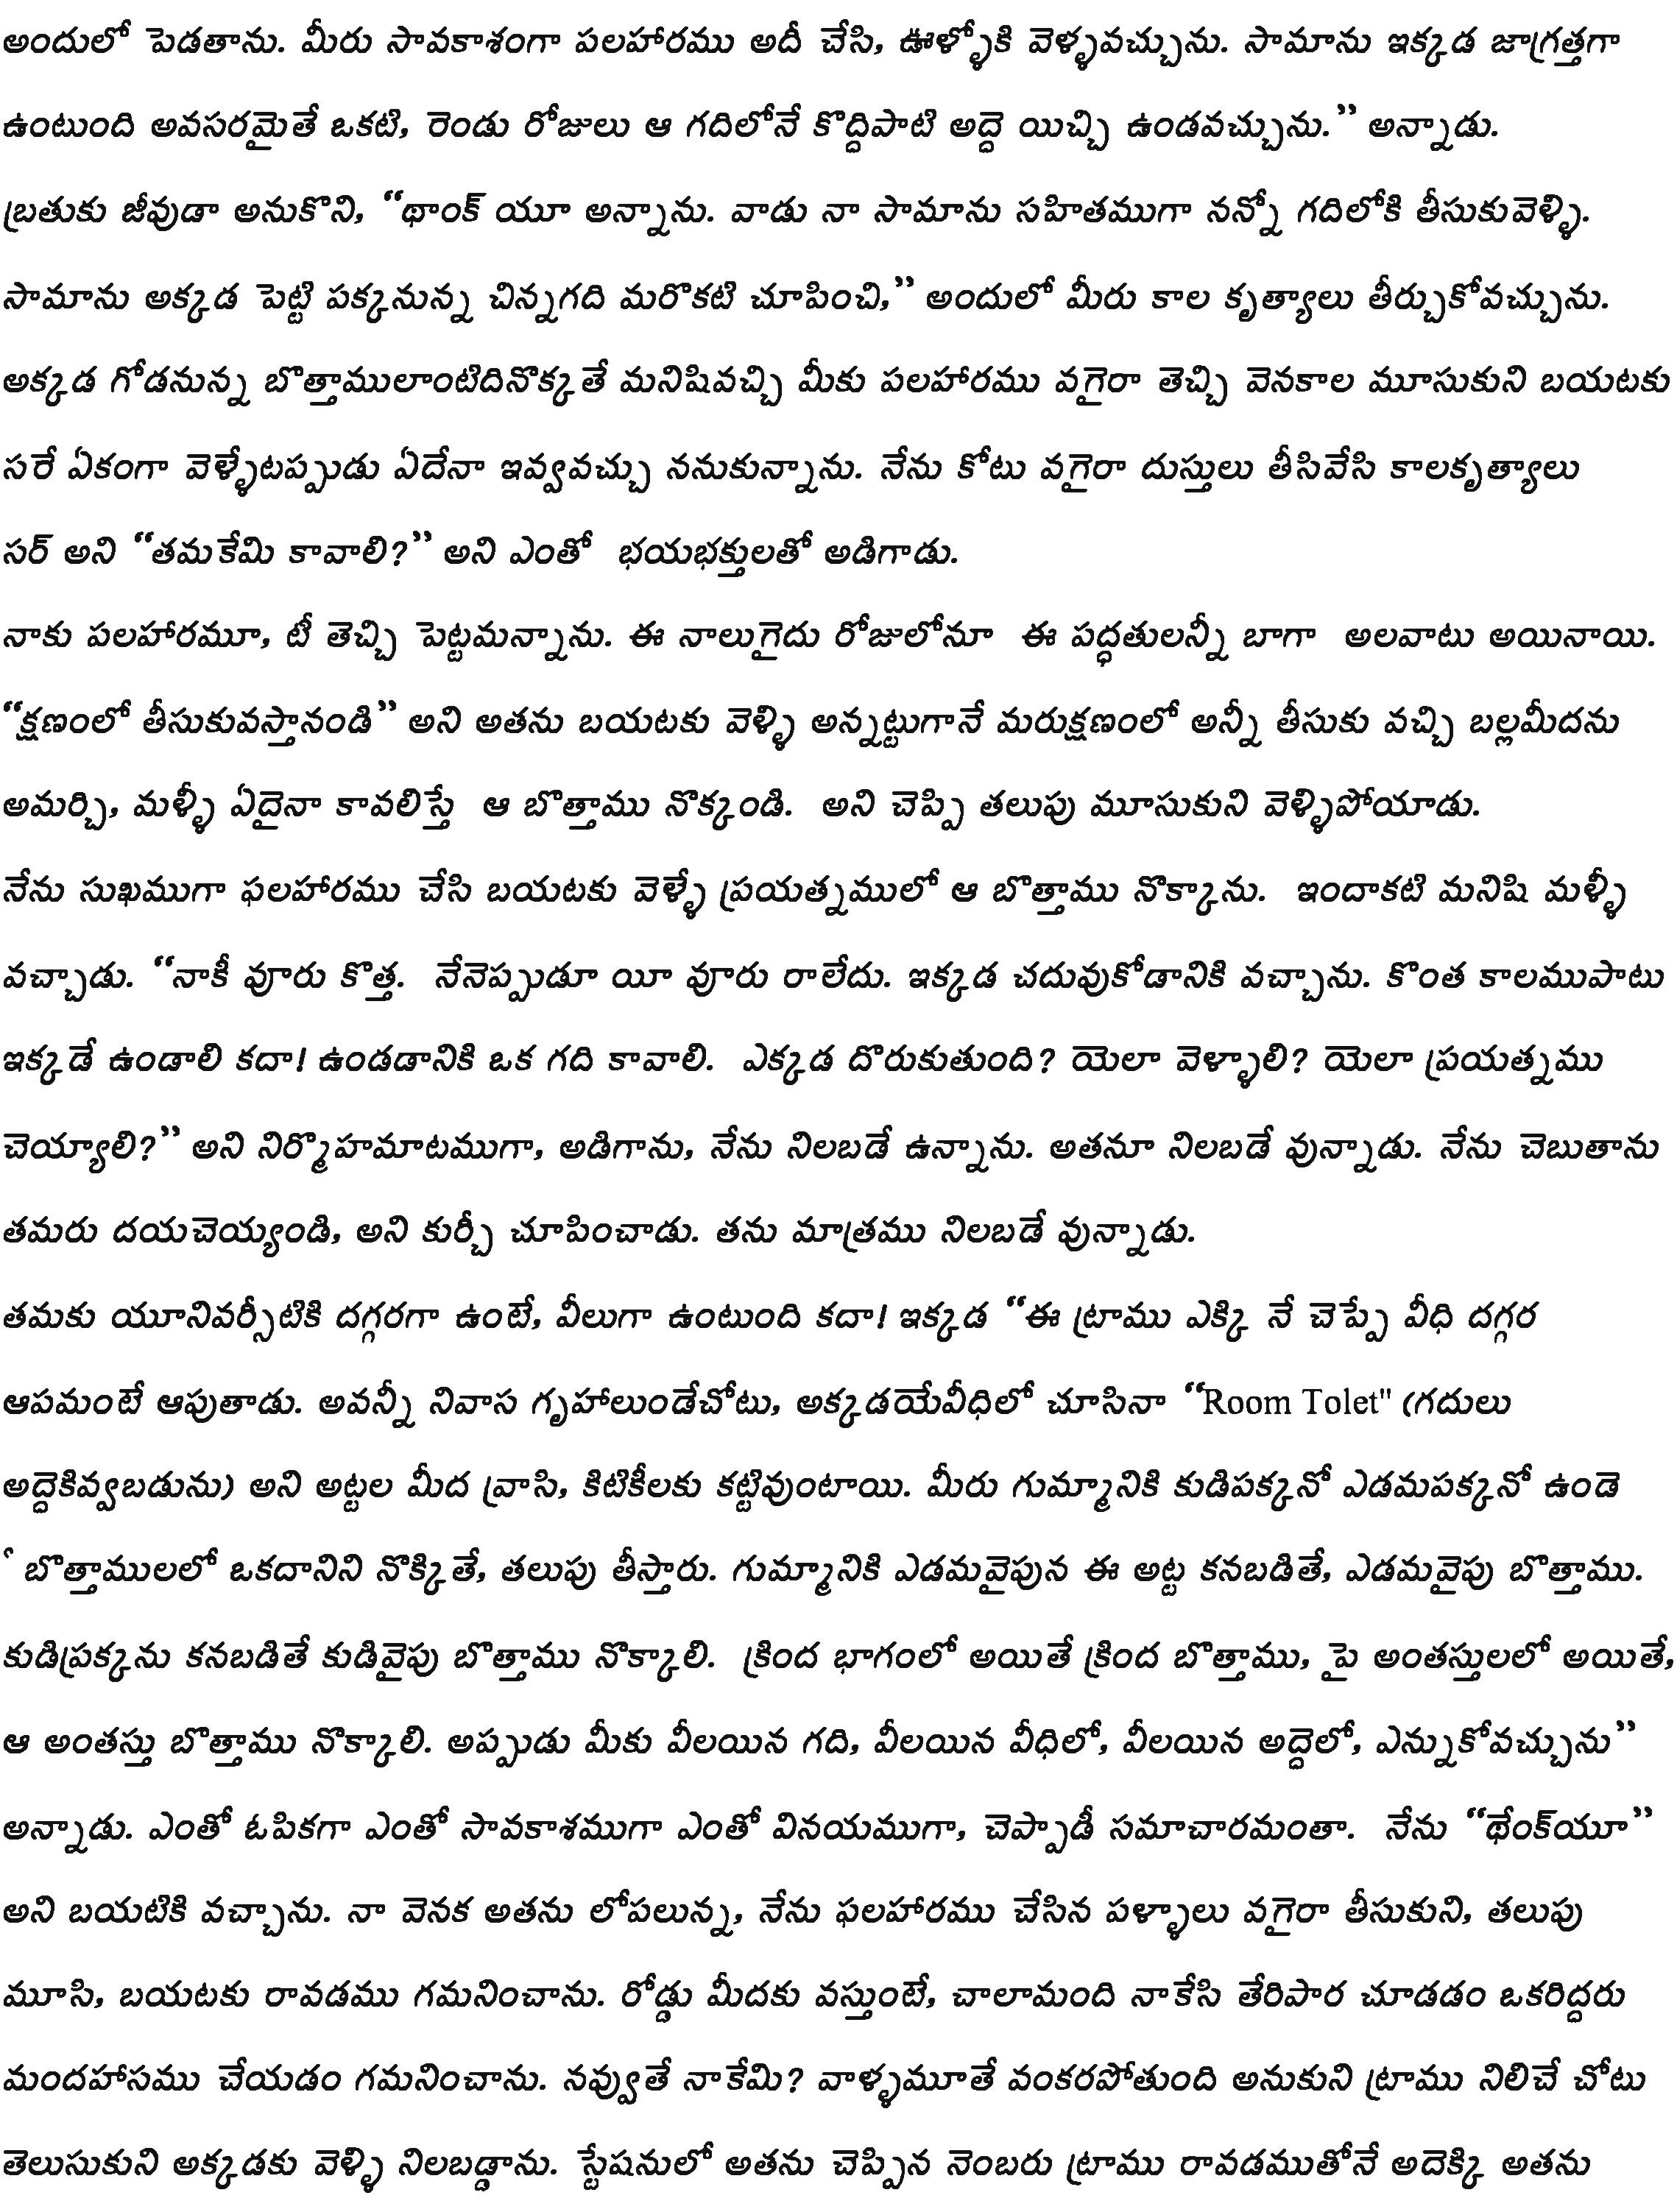 అందులో పెడతాను. మీరు సావకాశంగా పలహారము అదీ చేసి, ఊళ్ళోకి వెళ్ళవచ్చును. సామాను ఇక్కడ జాగ్రత్తగా
ఉంటుంది అవసరమైతే ఒకటి, రెండు రోజులు ఆ గదిలోనే కొద్దిపాటి అద్దె యిచ్చి ఉండవచ్చును.” అన్నాడు.
బ్రతుకు జీవుడా అనుకొని, “థాంక్ యూ అన్నాను. వాడు నా సామాను సహితముగా నన్నో గదిలోకి తీసుకువెళ్ళి.
సామాను అక్కడ పెట్టి పక్కనున్న చిన్నగది మరొకటి చూపించి,” అందులో మీరు కాల కృత్యాలు తీర్చుకోవచ్చును.
అక్కడ గోడనున్న బొత్తాములాంటిదినొక్కతే మనిషివచ్చి మీకు పలహారము వగైరా తెచ్చి వెనకాల మూసుకుని బయటకు
సరే ఏకంగా వెళ్ళేటప్పుడు ఏదేనా ఇవ్వవచ్చు ననుకున్నాను. నేను కోటు వగైరా దుస్తులు తీసివేసి కాలకృత్యాలు
సర్ అని “తమకేమి కావాలి?” అని ఎంతో భయభక్తులతో అడిగాడు.
నాకు పలహారమూ, టీ తెచ్చి పెట్టమన్నాను. ఈ నాలుగైదు రోజులోనూ ఈ పద్ధతులన్నీ బాగా అలవాటు అయినాయి.
“క్షణంలో తీసుకువస్తానండి” అని అతను బయటకు వెళ్ళి అన్నట్టుగానే మరుక్షణంలో అన్నీ తీసుకు వచ్చి బల్లమీదను
అమర్చి, మళ్ళీ ఏదైనా కావలిస్తే ఆ బొత్తాము నొక్కండి. అని చెప్పి తలుపు మూసుకుని వెళ్ళిపోయాడు.
నేను సుఖముగా ఫలహారము చేసి బయటకు వెళ్ళే ప్రయత్నములో ఆ బొత్తాము నొక్కాను. ఇందాకటి మనిషి మళ్ళీ
వచ్చాడు. “నాకీ వూరు కొత్త. నేనెప్పుడూ యీ వూరు రాలేదు. ఇక్కడ చదువుకోడానికి వచ్చాను. కొంత కాలముపాటు
ఇక్కడే ఉండాలి కదా! ఉండడానికి ఒక గది కావాలి. ఎక్కడ దొరుకుతుంది? యెలా వెళ్ళాలి? యెలా ప్రయత్నము
చెయ్యాలి?” అని నిర్మొహమాటముగా, అడిగాను, నేను నిలబడే ఉన్నాను. అతనూ నిలబడే వున్నాడు. నేను చెబుతాను
తమరు దయచెయ్యండి, అని కుర్చీ చూపించాడు. తను మాత్రము నిలబడే వున్నాడు.
తమకు యూనివర్సీటికి దగ్గరగా ఉంటే, వీలుగా ఉంటుంది కదా! ఇక్కడ “ఈ ట్రాము ఎక్కి నే చెప్పే వీధి దగ్గర
ఆపమంటే ఆపుతాడు. అవన్నీ నివాస గృహాలుండేచోటు, అక్కడయేవీధిలో చూసినా “Room Tolet" (గదులు
అద్దెకివ్వబడును) అని అట్టల మీద వ్రాసి, కిటికీలకు కట్టివుంటాయి. మీరు గుమ్మానికి కుడిపక్కనో ఎడమపక్కనో ఉండె
` బొత్తాములలో ఒకదానిని నొక్కితే, తలుపు తీస్తారు. గుమ్మానికి ఎడమవైపున ఈ అట్ట కనబడితే, ఎడమవైపు బొత్తాము.
కుడిప్రక్కను కనబడితే కుడివైపు బొత్తాము నొక్కాలి. క్రింద భాగంలో అయితే క్రింద బొత్తాము, పై అంతస్తులలో అయితే,
ఆ అంతస్తు బొత్తాము నొక్కాలి. అప్పుడు మీకు వీలయిన గది, వీలయిన వీధిలో, వీలయిన అద్దెలో, ఎన్నుకోవచ్చును”
అన్నాడు. ఎంతో ఓపికగా ఎంతో సావకాశముగా ఎంతో వినయముగా, చెప్పాడీ సమాచారమంతా. నేను “థేంక్‌యూ”
అని బయటికి వచ్చాను. నా వెనక అతను లోపలున్న, నేను ఫలహారము చేసిన పళ్ళాలు వగైరా తీసుకుని, తలుపు
మూసి, బయటకు రావడము గమనించాను. రోడ్డు మీదకు వస్తుంటే, చాలామంది నాకేసి తేరిపార చూడడం ఒకరిద్దరు
మందహాసము చేయడం గమనించాను. నవ్వుతే నాకేమి? వాళ్ళమూతే వంకరపోతుంది అనుకుని ట్రాము నిలిచే చోటు
తెలుసుకుని అక్కడకు వెళ్ళి నిలబడ్డాను. స్టేషనులో అతను చెప్పిన నెంబరు ట్రాము రావడముతోనే అదెక్కి అతను